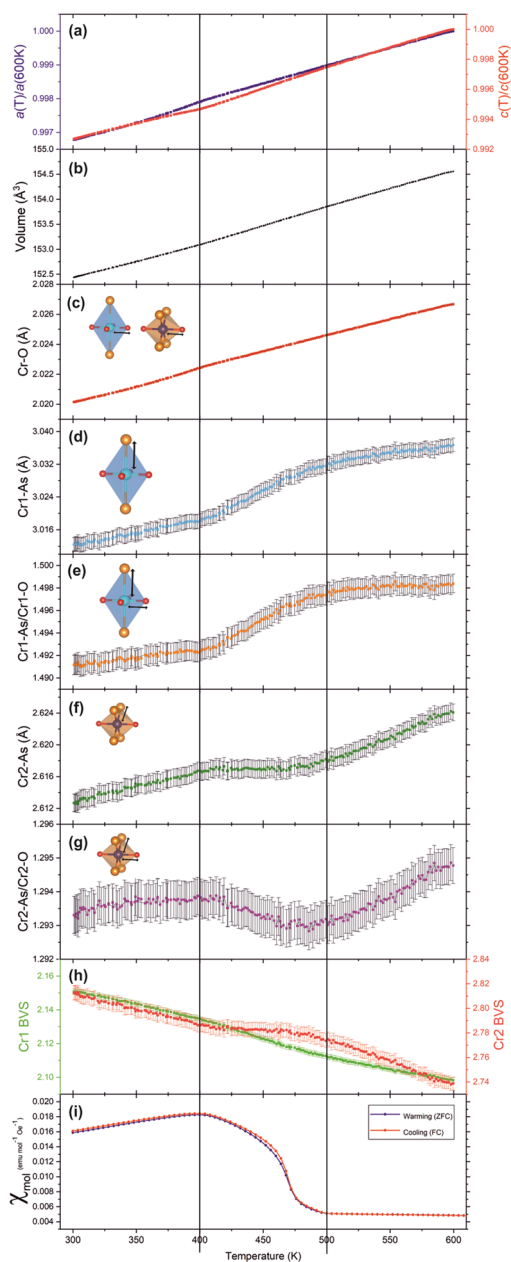 (a)
1.000
0.999
0.998
0.997
a(T)/a(600K)
1.000
0.998
0.996
0.994
0.992
c(T)/c(600K)
(b)
155.0
154.5
154.0
153.5
153.0
152.5
Volume (Å³)
(c)
2.028
2.026
2.024
2.022
2.020
2.018
Cr-O (Å)
(d)
3.040
3.032
3.024
3.016
Cr1-As (Å)
(e)
1.500
1.498
1.496
1.494
1.492
1.490
Cr1-As/Cr1-O
(f)
2.624
2.620
2.616
2.612
Cr2-As (Å)
(g)
1.296
1.295
1.294
1.293
1.292
Cr2-As/Cr2-O
(h)
2.16
2.14
2.12
2.10
Cr1 BVS
2.84
2.82
2.80
2.78
2.76
2.74
Cr2 BVS
(i)
0.020
0.018
0.016
0.014
0.012
0.010
0.008
0.006
0.004
χmol (emu mol⁻¹ Oe⁻¹)
Warming (ZFC)
Cooling (FC)
300 350 400 450 500 550 600
Temperature (K)